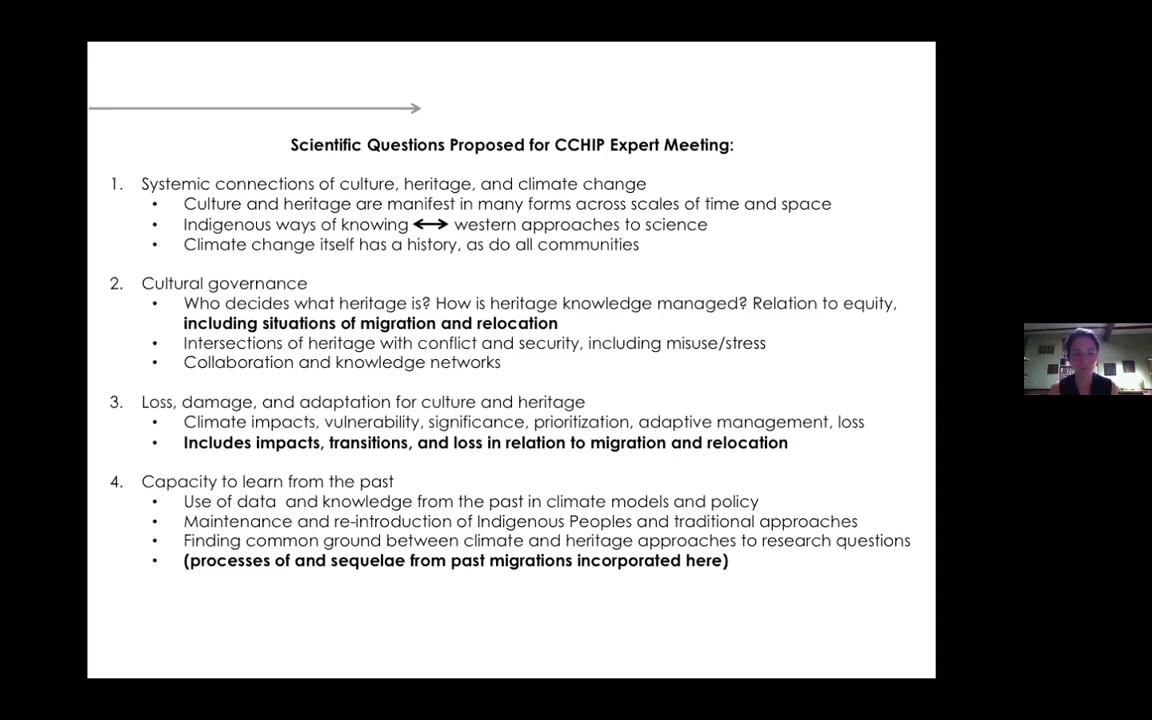 Scientific Questions Proposed for CCHIP Expert Meeting:
1. Systemic connections of culture, heritage, and climate change
• Culture and heritage are manifest in many forms across scales of time and space
• Indigenous ways of knowing ↔ western approaches to science
• Climate change itself has a history, as do all communities
2. Cultural governance
• Who decides what heritage is? How is heritage knowledge managed? Relation to equity,
including situations of migration and relocation
• Intersections of heritage with conflict and security, including misuse/stress
• Collaboration and knowledge networks
3. Loss, damage, and adaptation for culture and heritage
• Climate impacts, vulnerability, significance, prioritization, adaptive management, loss
• Includes impacts, transitions, and loss in relation to migration and relocation
4. Capacity to learn from the past
• Use of data  and knowledge from the past in climate models and policy
• Maintenance and re-introduction of Indigenous Peoples and traditional approaches
• Finding common ground between climate and heritage approaches to research questions
• (processes of and sequelae from past migrations incorporated here)